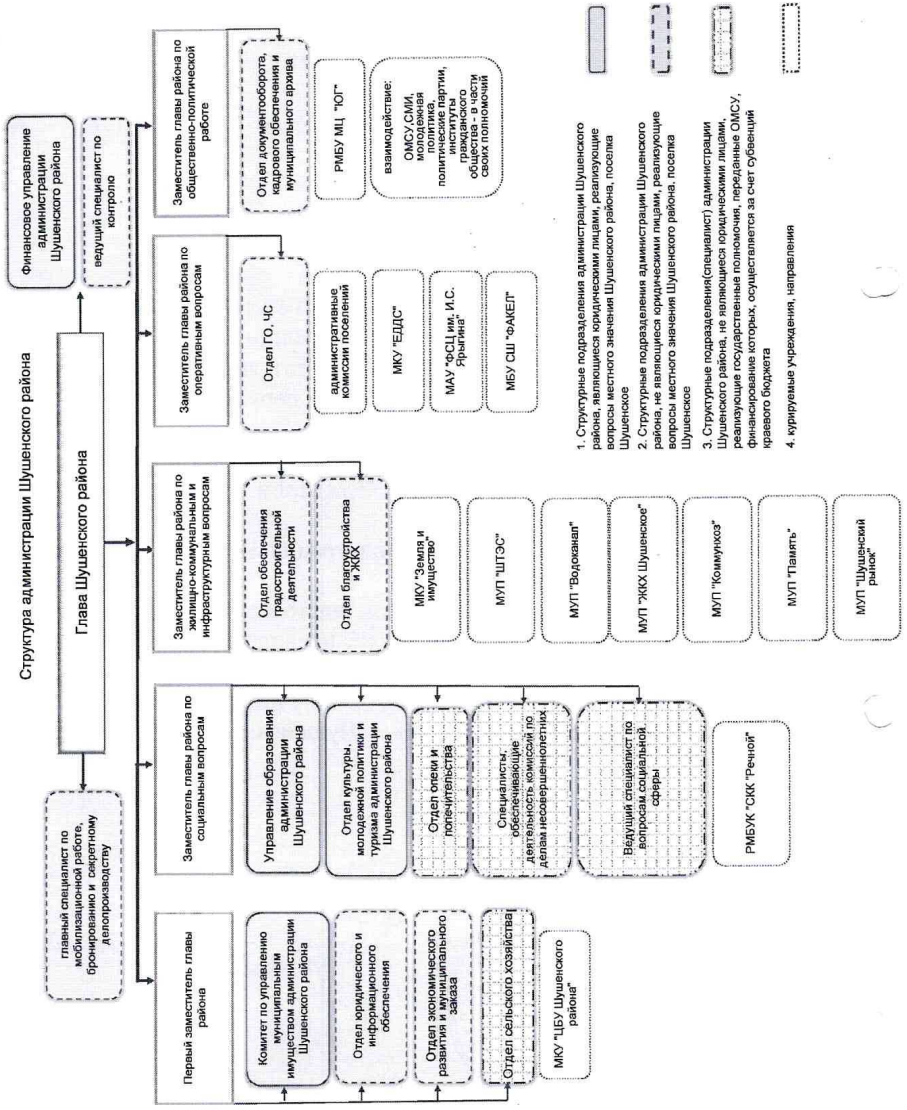 Структура администрации Шушенского района
Глава Шушенского района
главный специалист по
мобилизационной работе,
бронированию и секретному
делопроизводству
Финансовое управление
администрации
Шушенского района
ведущий специалист по
контролю
Первый заместитель главы
района
Комитет по управлению
муниципальным
имуществом администрации
Шушенского района
Отдел юридического и
информационного
обеспечения
Отдел экономического
развития и муниципального
заказа
Отдел сельского хозяйства
МКУ "ЦБУ Шушенского
района"
Заместитель главы района по
социальным вопросам
Управление образования
администрации
Шушенского района
Отдел культуры,
молодежной политики и
туризма администрации
Шушенского района
Отдел опеки и
попечительства
Специалисты,
обеспечивающие
деятельность комиссий по
делам несовершеннолетних
Ведущий специалист по
вопросам социальной
сферы
РМБУК "СКК "Речной"
Заместитель главы района по
жилищно-коммунальным и
инфраструктурным вопросам
Отдел обеспечения
градостроительной
деятельности
Отдел благоустройства
и ЖКХ
МКУ "Земля и
имущество"
МУП "ШТЭС"
МУП "Водоканал"
МУП "ЖКХ Шушенское"
МУП "Коммунхоз"
МУП "Память"
МУП "Шушенский
рынок"
Заместитель главы района по
оперативным вопросам
Отдел ГО, ЧС
административные
комиссии поселений
МКУ "ЕДДС"
МАУ "ФСЦ им. И.С.
Ярыгина"
МБУ СШ "ФАКЕЛ"
Заместитель главы района по
общественно-политической
работе
Отдел документооборота,
кадрового обеспечения и
муниципального архива
РМБУ МЦ "ЮГ"
взаимодействие:
ОМСУ,СМИ,
молодежная
политика,
политические партии,
институты
гражданского
общества - в части
своих полномочий
1. Структурные подразделения администрации Шушенского
района, являющиеся юридическими лицами, реализующие
вопросы местного значения Шушенского района, поселка
Шушенское
2. Структурные подразделения администрации Шушенского
района, не являющиеся юридическими лицами, реализующие
вопросы местного значения Шушенского района, поселка
Шушенское
3. Структурные подразделения(специалист) администрации
Шушенского района, не являющиеся юридическими лицами,
реализующие государственные полномочия, переданные ОМСУ,
финансирование которых, осуществляется за счет субвенций
краевого бюджета
4. курируемые учреждения, направления